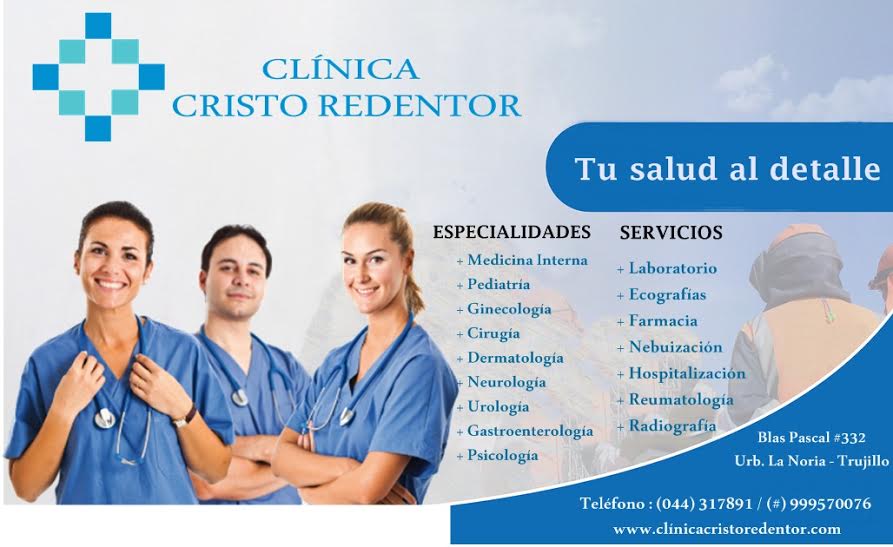 CLÍNICA
CRISTO REDENTOR
Tu salud al detalle
ESPECIALIDADES
+ Medicina Interna
+ Pediatría
+ Ginecología
+ Cirugía
+ Dermatología
+ Neurología
+ Urología
+ Gastroenterología
+ Psicología
SERVICIOS
+ Laboratorio
+ Ecografías
+ Farmacia
+ Nebuización
+ Hospitalización
+ Reumatología
+ Radiografía
Blas Pascal #332
Urb. La Noria - Trujillo
Teléfono : (044) 317891 / (#) 999570076
www.clínicacristoredentor.com